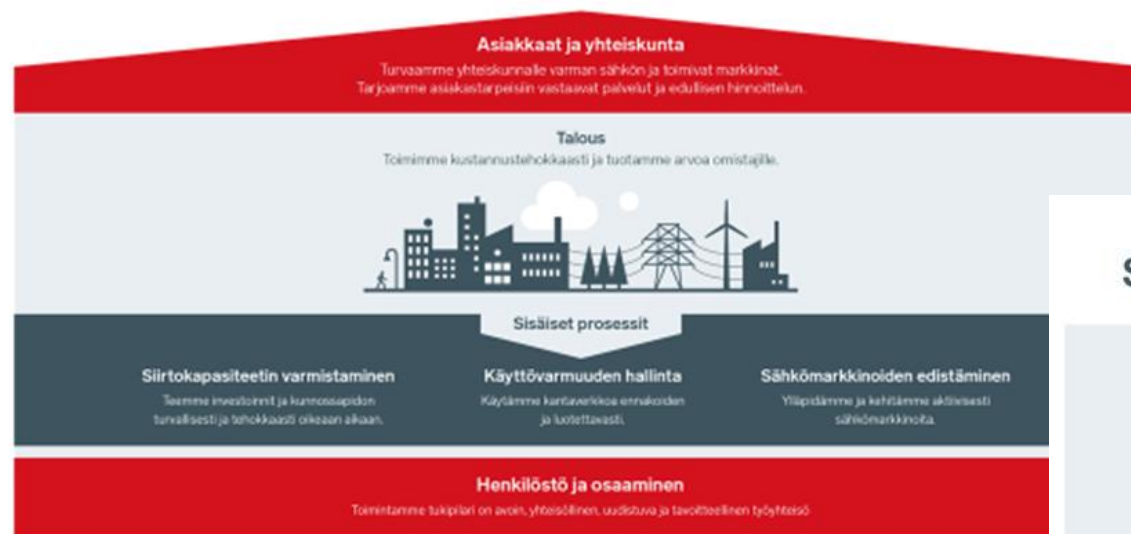 Asiakkaat ja yhteiskunta
Turvaamme yhteiskunnalle varman sähkön ja toimivat markkinat.
Tarjoamme asiakastarpeisiin vastaavat palvelut ja edullisen hinnoittelun.
Talous
Toimimme kustannustehokkaasti ja tuotamme arvoa omistajille.
S
Sisäiset prosessit
Siirtokapasiteetin varmistaminen
Teemme investoinnit ja kunnossapidon
turvallisesti ja tehokkaasti oikeaan aikaan.
Käyttövarmuuden hallinta
Käytämme kantaverkkoa ennakoiden
ja luotettavasti.
Sähkömarkkinoiden edistäminen
Ylläpidämme ja kehitämme aktiivisesti
sähkömarkkinoita.
Henkilöstö ja osaaminen
Toimintamme tukipilari on avoin, yhteisöllinen, uudistuva ja tavoitteellinen työyhteisö